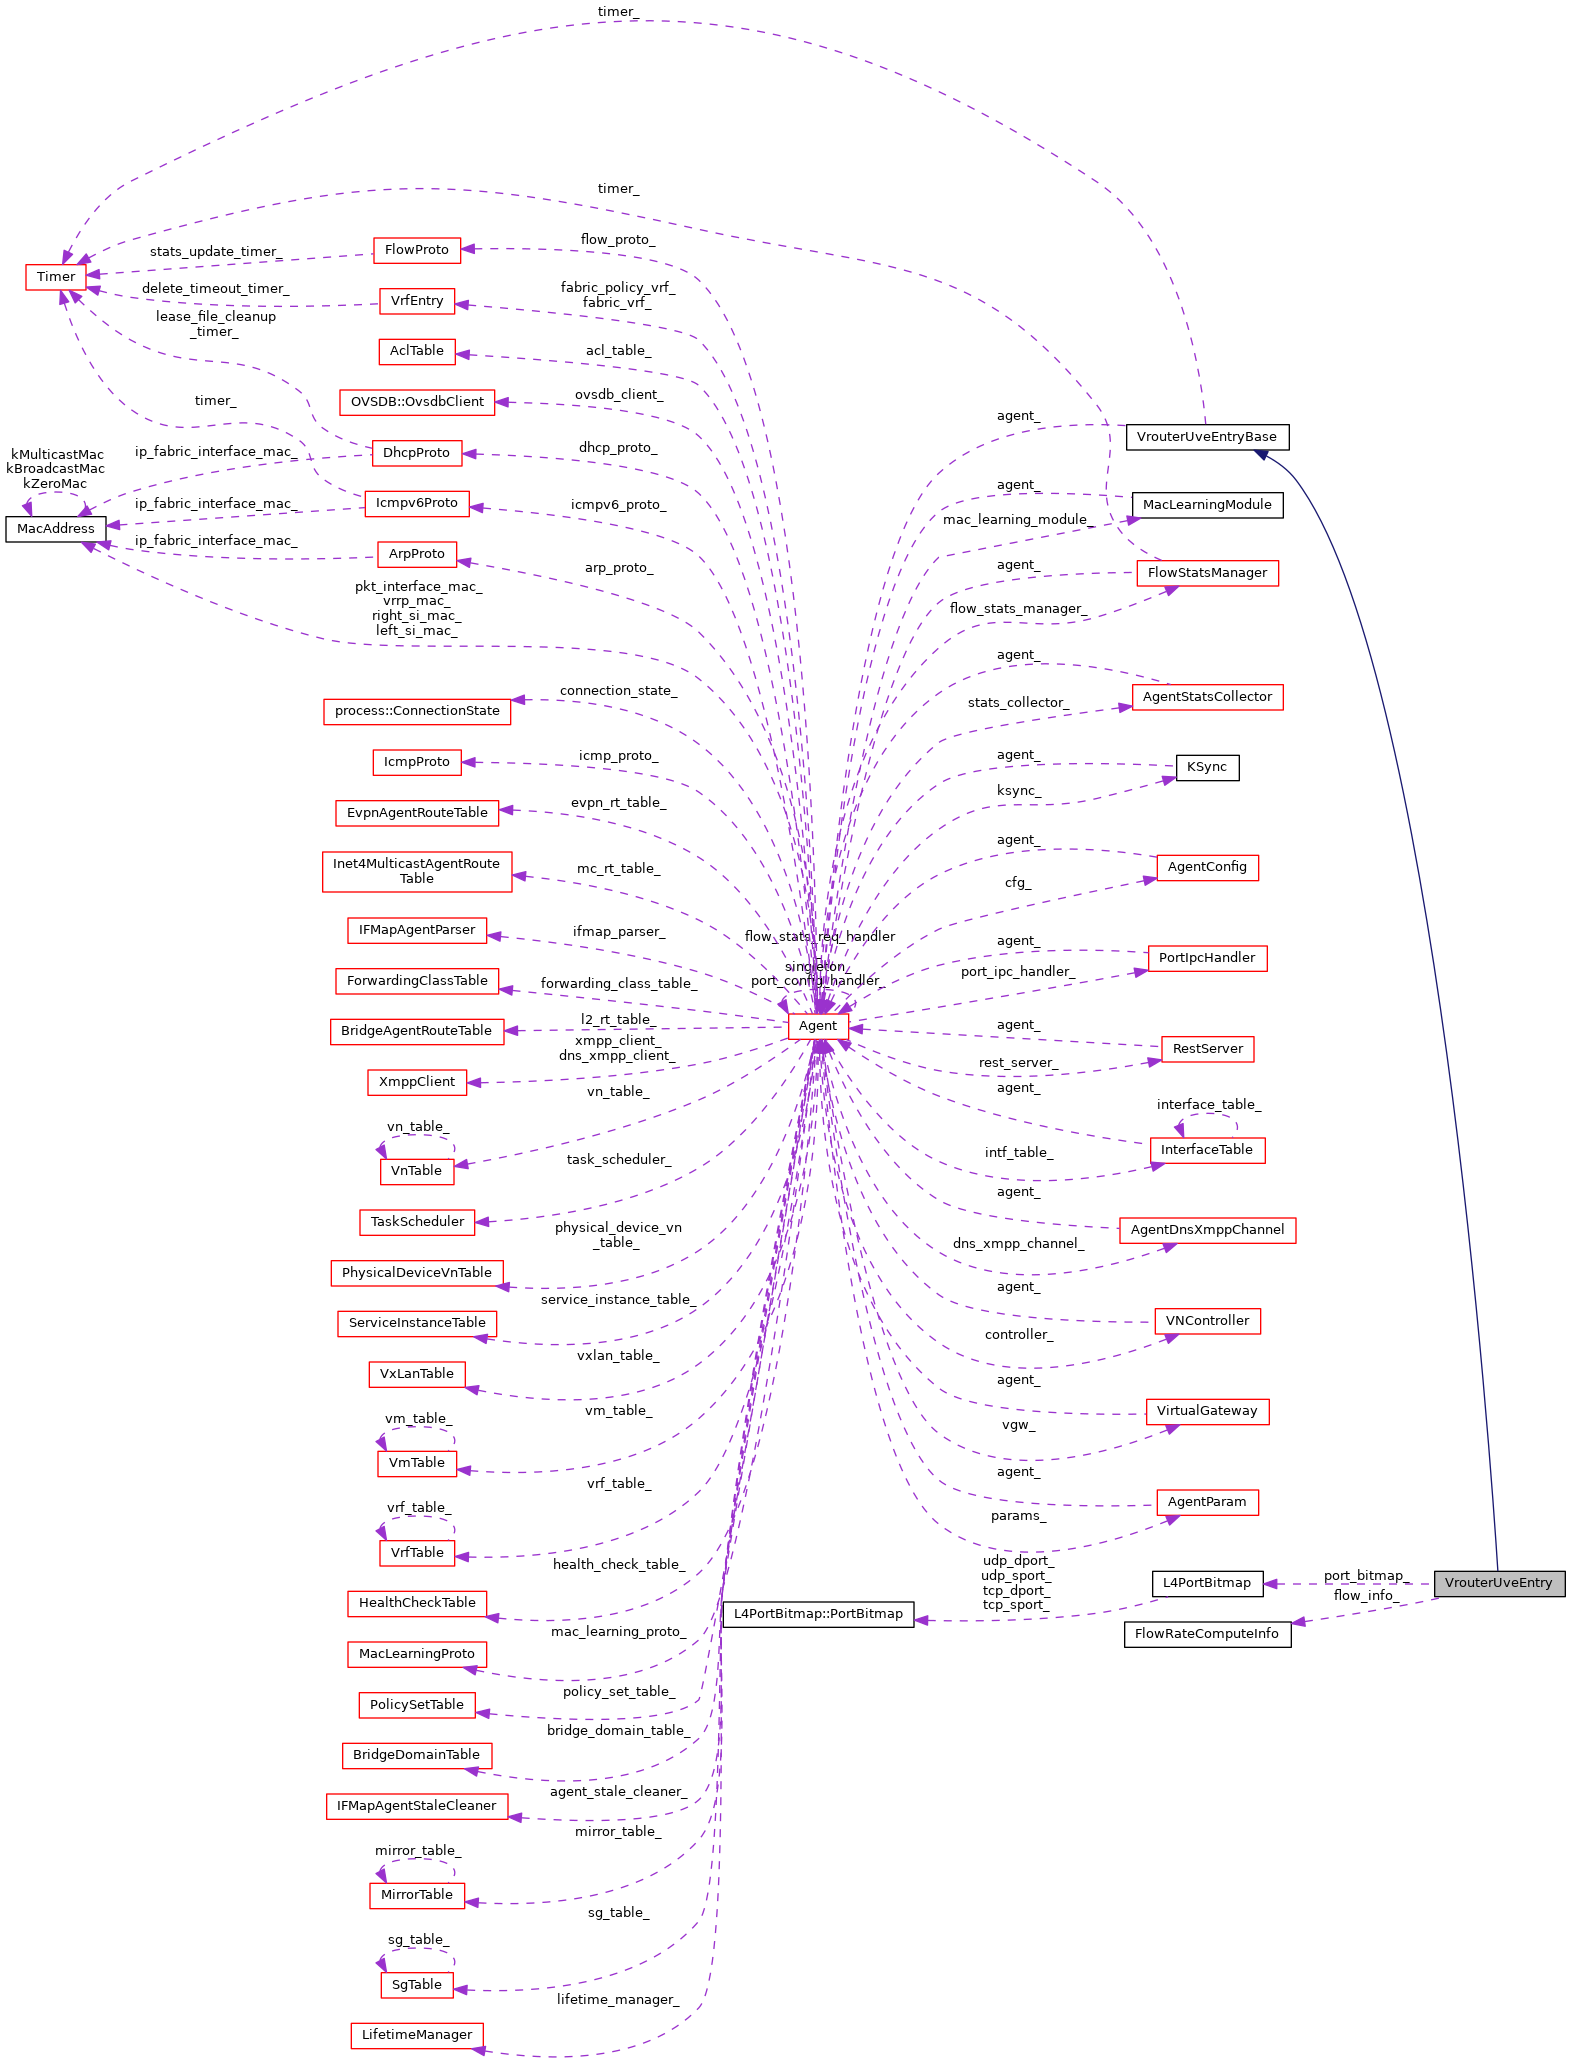 timer_
timer_
flow_proto_
FlowProto
stats_update_timer_
Timer
delete_timeout_timer_
VrfEntry
fabric_policy_vrf_
fabric_vrf_
lease_file_cleanup
_timer_
AclTable
acl_table_
OVSDB::OvsdbClient
ovsdb_client_
timer_
agent_
VrouterUveEntryBase
kMulticastMac
kBroadcastMac
kZeroMac
ip_fabric_interface_mac_
DhcpProto
dhcp_proto_
agent_
MacAddress
ip_fabric_interface_mac_
Icmpv6Proto
icmpv6_proto_
mac_learning_module_
MacLearningModule
ip_fabric_interface_mac_
ArpProto
arp_proto_
agent_
FlowStatsManager
pkt_interface_mac_
vrrp_mac_
right_si_mac_
left_si_mac_
flow_stats_manager_
agent_
process::ConnectionState
connection_state_
stats_collector_
AgentStatsCollector
IcmpProto
icmp_proto_
agent_
KSync
EvpnAgentRouteTable
evpn_rt_table_
ksync_
Inet4MulticastAgentRoute
Table
mc_rt_table_
agent_
AgentConfig
cfg_
IFMapAgentParser
ifmap_parser_
flow_stats_req_handler
_
singleton_
port_config_handler_
agent_
PortIpcHandler
ForwardingClassTable
forwarding_class_table_
port_ipc_handler_
BridgeAgentRouteTable
l2_rt_table_
Agent
agent_
RestServer
xmpp_client_
dns_xmpp_client_
XmppClient
rest_server_
vn_table_
agent_
vn_table_
VnTable
interface_table_
InterfaceTable
intf_table_
TaskScheduler
task_scheduler_
agent_
AgentDnsXmppChannel
dns_xmpp_channel_
physical_device_vn
_table_
PhysicalDeviceVnTable
agent_
ServiceInstanceTable
service_instance_table_
VNController
controller_
VxLanTable
vxlan_table_
agent_
VirtualGateway
vgw_
vm_table_
vm_table_
VmTable
vrf_table_
agent_
AgentParam
params_
vrf_table_
VrfTable
health_check_table_
udp_dport_
udp_sport_
tcp_dport_
tcp_sport_
L4PortBitmap
port_bitmap_
flow_info_
VrouterUveEntry
HealthCheckTable
L4PortBitmap::PortBitmap
FlowRateComputeInfo
mac_learning_proto_
MacLearningProto
policy_set_table_
PolicySetTable
bridge_domain_table_
BridgeDomainTable
agent_stale_cleaner_
IFMapAgentStaleCleaner
mirror_table_
mirror_table_
MirrorTable
sg_table_
sg_table_
SgTable
lifetime_manager_
LifetimeManager